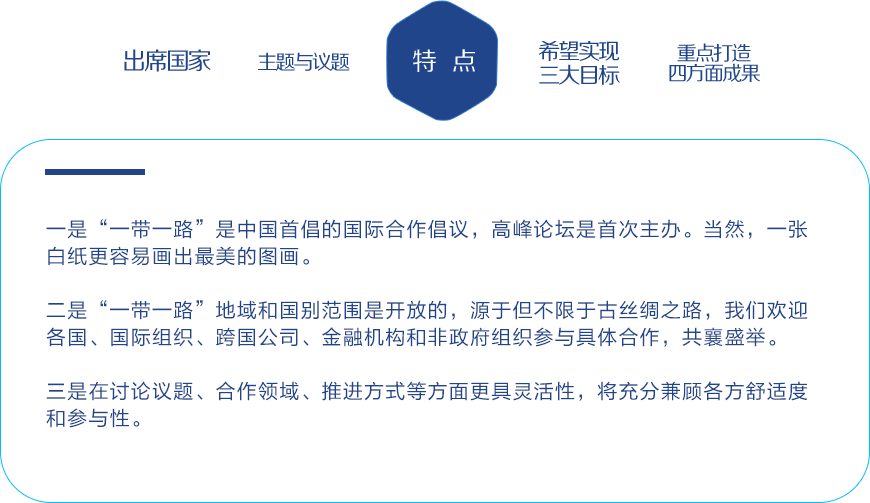 出席国家
主题与议题
特 点
希望实现
三大目标
重点打造
四方面成果
一是“一带一路”是中国首倡的国际合作倡议，高峰论坛是首次主办。当然，一张
白纸更容易画出最美的图画。
二是“一带一路”地域和国别范围是开放的，源于但不限于古丝绸之路，我们欢迎
各国、国际组织、跨国公司、金融机构和非政府组织参与具体合作，共襄盛举。
三是在讨论议题、合作领域、推进方式等方面更具灵活性，将充分兼顾各方舒适度
和参与性。